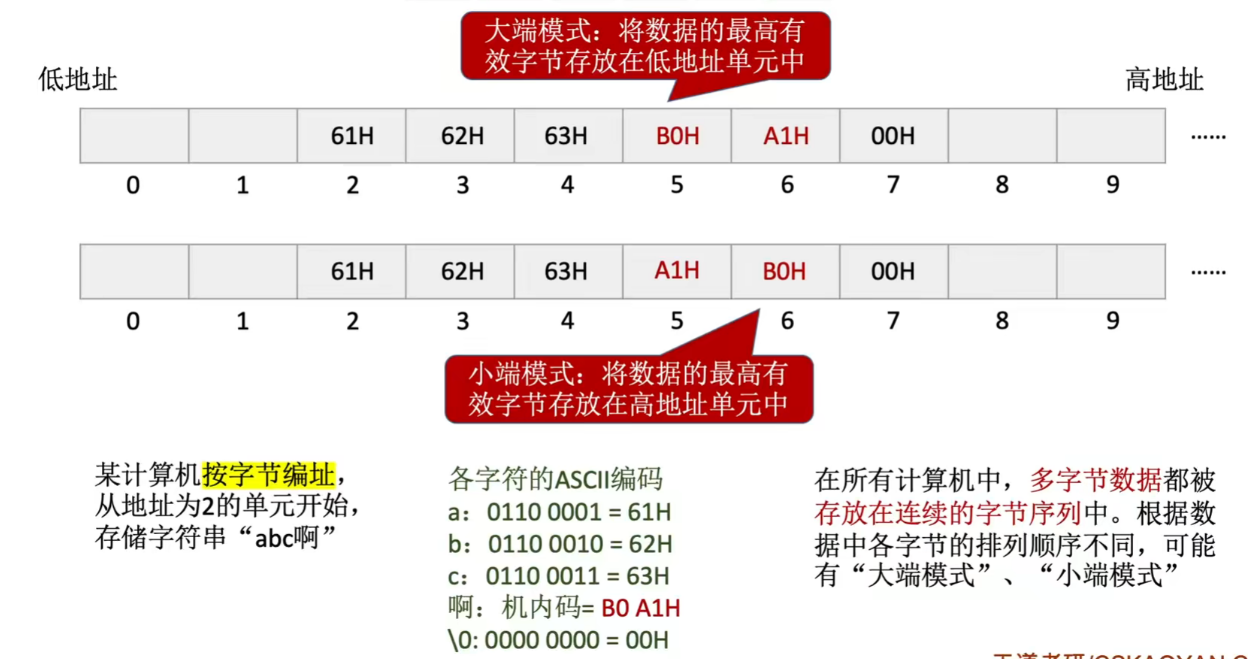 大端模式：将数据的最高有
效字节存放在低地址单元中
低地址
高地址
61H 62H 63H B0H A1H 00H ……
0 1 2 3 4 5 6 7 8 9
61H 62H 63H A1H B0H 00H ……
0 1 2 3 4 5 6 7 8 9
小端模式：将数据的最高有
效字节存放在高地址单元中
某计算机按字节编址，
从地址为2的单元开始，
存储字符串“abc啊”
各字符的ASCII编码
a：0110 0001 = 61H
b：0110 0010 = 62H
c：0110 0011 = 63H
啊：机内码= B0 A1H
\0: 0000 0000 = 00H
在所有计算机中，多字节数据都被
存放在连续的字节序列中。根据数
据中各字节的排列顺序不同，可能
有“大端模式”、“小端模式”